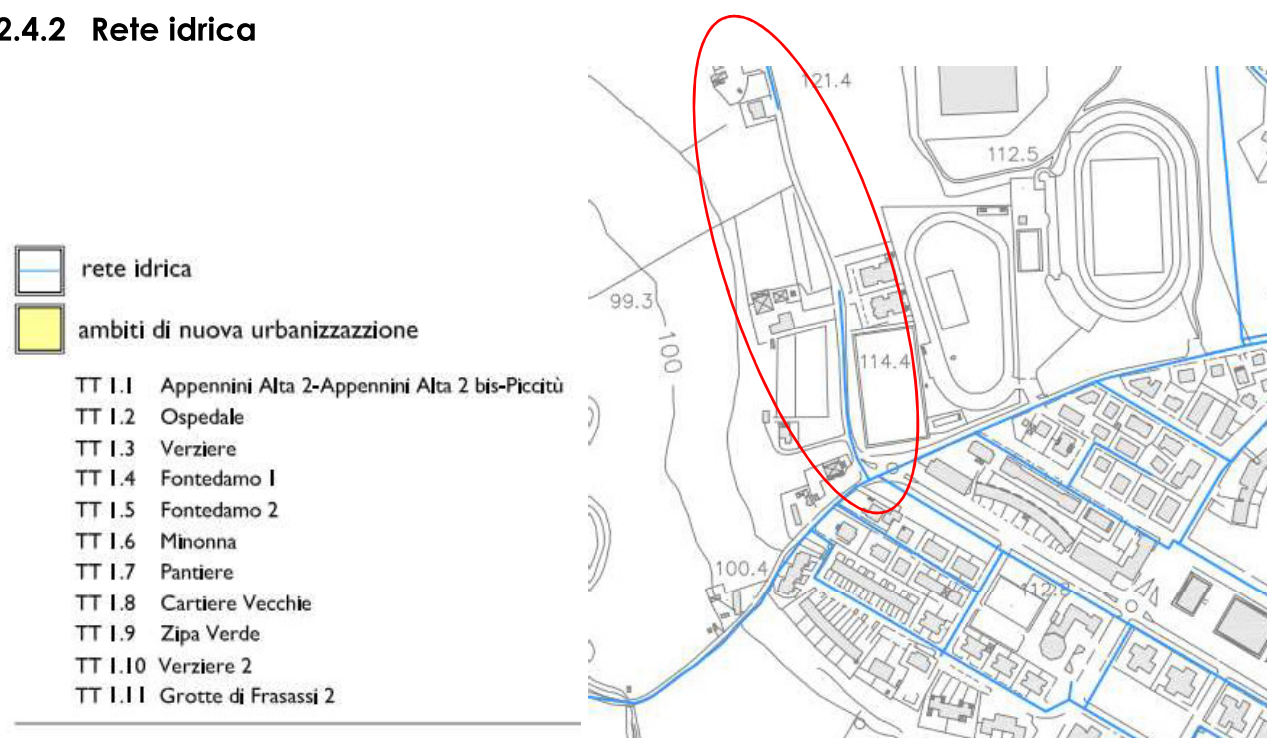 2.4.2 Rete idrica
rete idrica
ambiti di nuova urbanizzazzione
TT 1.1 Appennini Alta 2-Appennini Alta 2 bis-Piccitù
TT 1.2 Ospedale
TT 1.3 Verziere
TT 1.4 Fontedamo 1
TT 1.5 Fontedamo 2
TT 1.6 Minonna
TT 1.7 Pantiere
TT 1.8 Cartiere Vecchie
TT 1.9 Zipa Verde
TT 1.10 Verziere 2
TT 1.11 Grotte di Frasassi 2
121.4
112.5
99.3
100
114.4
100.4